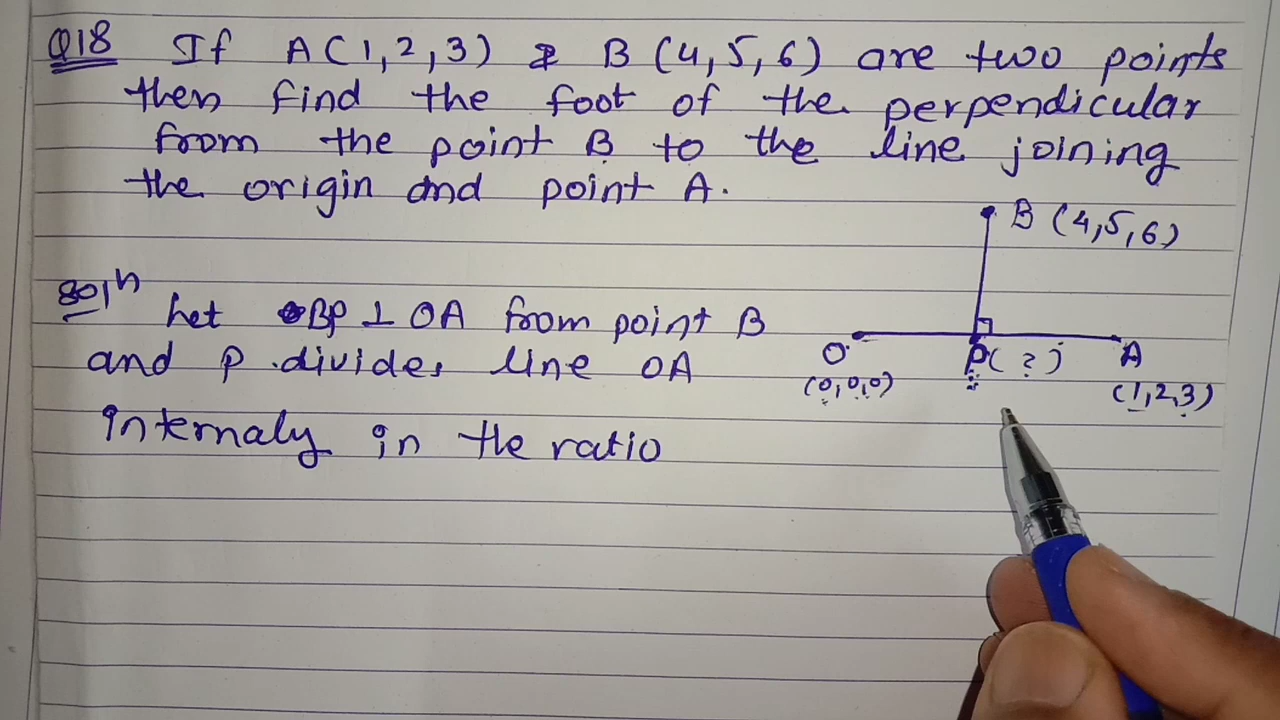 Q18 If A(1,2,3) & B(4,5,6) are two points
then find the foot of the perpendicular
from the point B to the line joining
the origin and point A.
B (4,5,6)
O
(0,0,0)
P(?)
A
(1,2,3)
Solⁿ let BP ⊥ OA from point B
and P divides line OA
internaly in the ratio